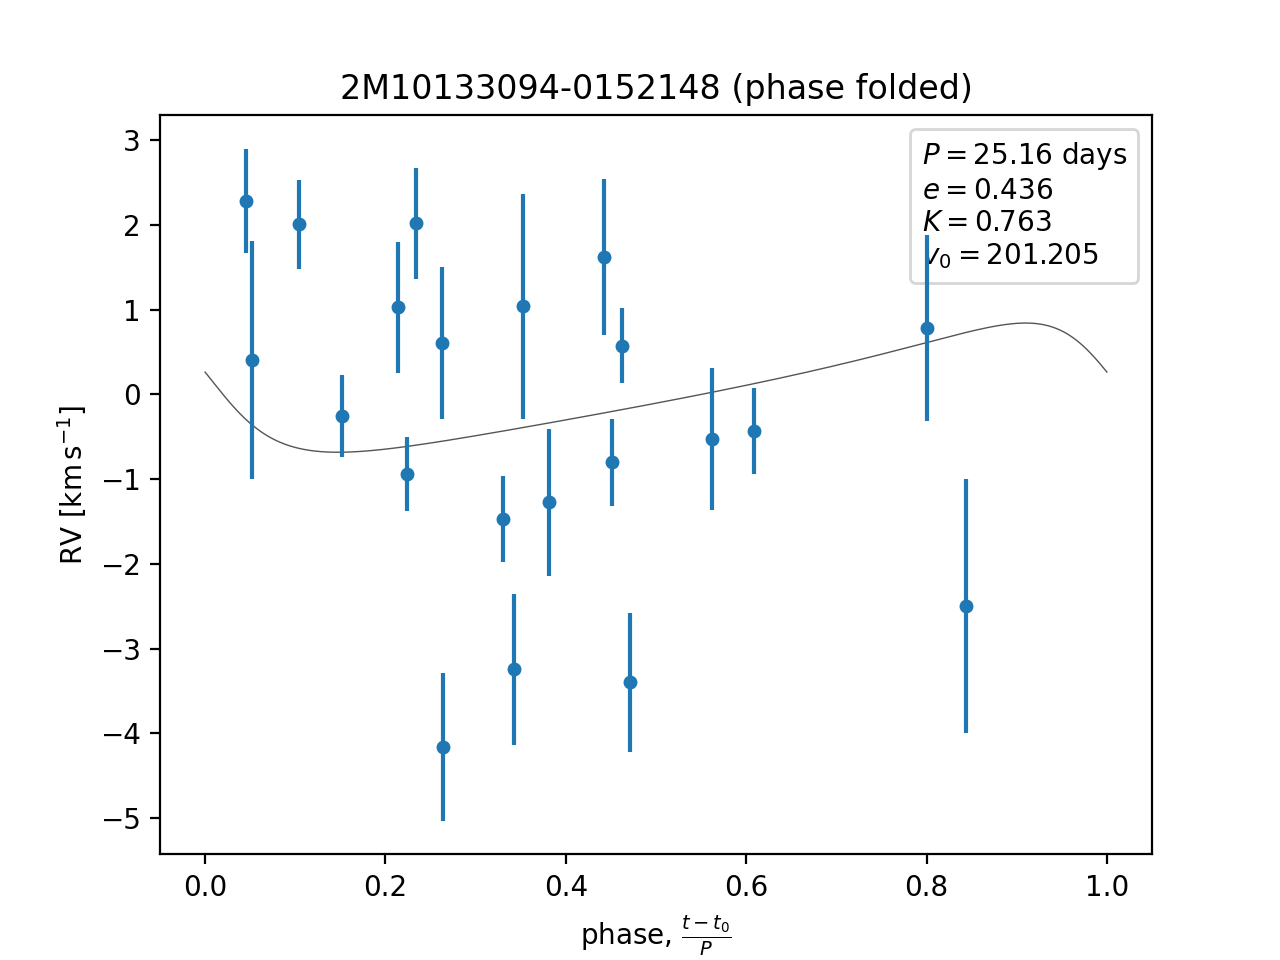 2M10133094-0152148 (phase folded)
P = 25.16 days
e = 0.436
K = 0.763
v₀ = 201.205
3
2
1
0
−1
−2
−3
−4
−5
RV [km s⁻¹]
0.0 0.2 0.4 0.6 0.8 1.0
phase, (t − t₀)/P